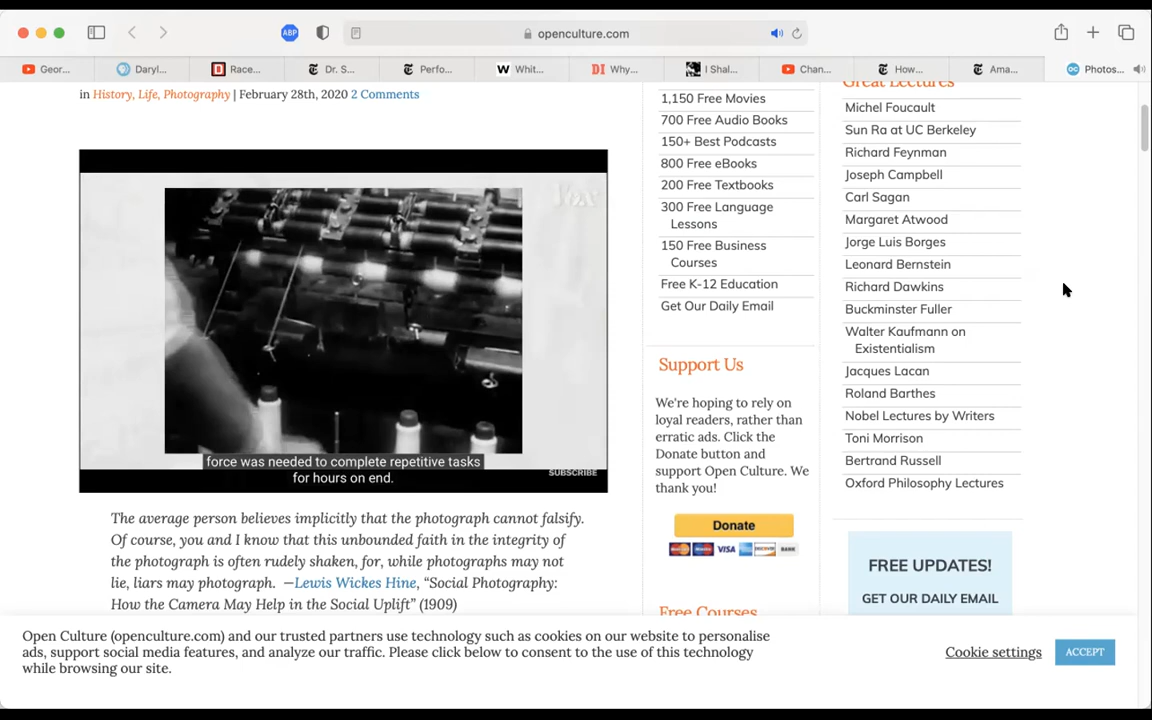 ABP
openculture.com
Geor...
Daryl...
Race...
Dr. S...
Perfo...
W Whit...
DI Why...
I Shal...
Chan...
How...
Ama...
OC Photos...
in History, Life, Photography | February 28th, 2020 2 Comments
Vox
force was needed to complete repetitive tasks
for hours on end.
SUBSCRIBE
The average person believes implicitly that the photograph cannot falsify.
Of course, you and I know that this unbounded faith in the integrity of
the photograph is often rudely shaken, for, while photographs may not
lie, liars may photograph. —Lewis Wickes Hine, “Social Photography:
How the Camera May Help in the Social Uplift” (1909)
1,150 Free Movies
700 Free Audio Books
150+ Best Podcasts
800 Free eBooks
200 Free Textbooks
300 Free Language
Lessons
150 Free Business
Courses
Free K-12 Education
Get Our Daily Email
Support Us
We're hoping to rely on
loyal readers, rather than
erratic ads. Click the
Donate button and
support Open Culture. We
thank you!
Donate
VISA
DISCOVER
BANK
Free Courses
Great Lectures
Michel Foucault
Sun Ra at UC Berkeley
Richard Feynman
Joseph Campbell
Carl Sagan
Margaret Atwood
Jorge Luis Borges
Leonard Bernstein
Richard Dawkins
Buckminster Fuller
Walter Kaufmann on
Existentialism
Jacques Lacan
Roland Barthes
Nobel Lectures by Writers
Toni Morrison
Bertrand Russell
Oxford Philosophy Lectures
FREE UPDATES!
GET OUR DAILY EMAIL
Open Culture (openculture.com) and our trusted partners use technology such as cookies on our website to personalise
ads, support social media features, and analyze our traffic. Please click below to consent to the use of this technology
while browsing our site.
Cookie settings
ACCEPT